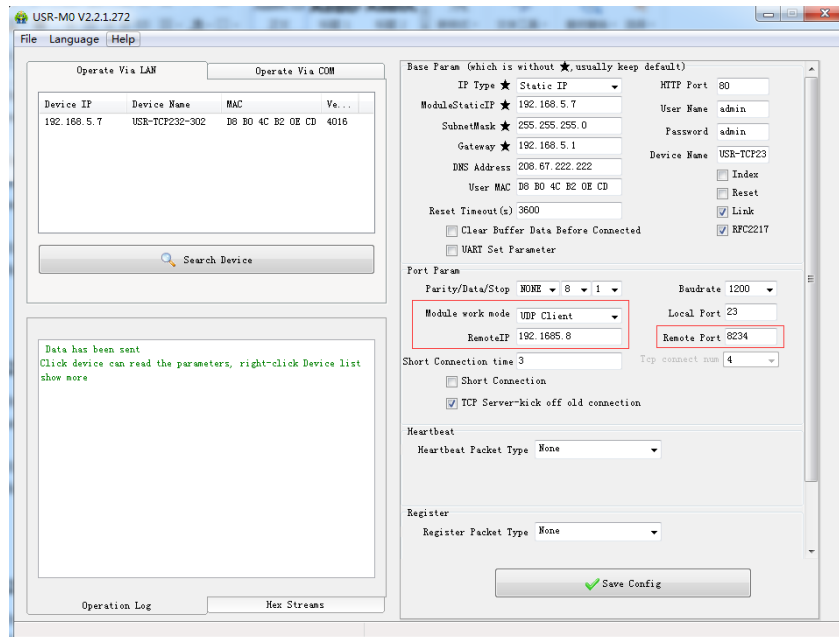 USR-M0 V2.2.1.272
File Language Help
Operate Via LAN Operate Via COM
Device IP Device Name MAC Ve...
192.168.5.7 USR-TCP232-302 D8 B0 4C B2 0E CD 4016
Search Device
Data has been sent
Click device can read the parameters, right-click Device list
show more
Operation Log Hex Streams
Base Param (which is without ★, usually keep default)
IP Type ★ Static IP HTTP Port 80
ModuleStaticIP ★ 192.168.5.7 User Name admin
SubnetMask ★ 255.255.255.0 Password admin
Gateway ★ 192.168.5.1 Device Name USR-TCP23
DNS Address 208.67.222.222 Index
User MAC D8 B0 4C B2 0E CD Reset
Reset Timeout(s) 3600 Link
Clear Buffer Data Before Connected RFC2217
UART Set Parameter
Port Param
Parity/Data/Stop NONE 8 1 Baudrate 1200
Module work mode UDP Client Local Port 23
RemoteIP 192.1685.8 Remote Port 8234
Short Connection time 3 Tcp connect num 4
Short Connection
TCP Server-kick off old connection
Heartbeat
Heartbeat Packet Type None
Register
Register Packet Type None
Save Config